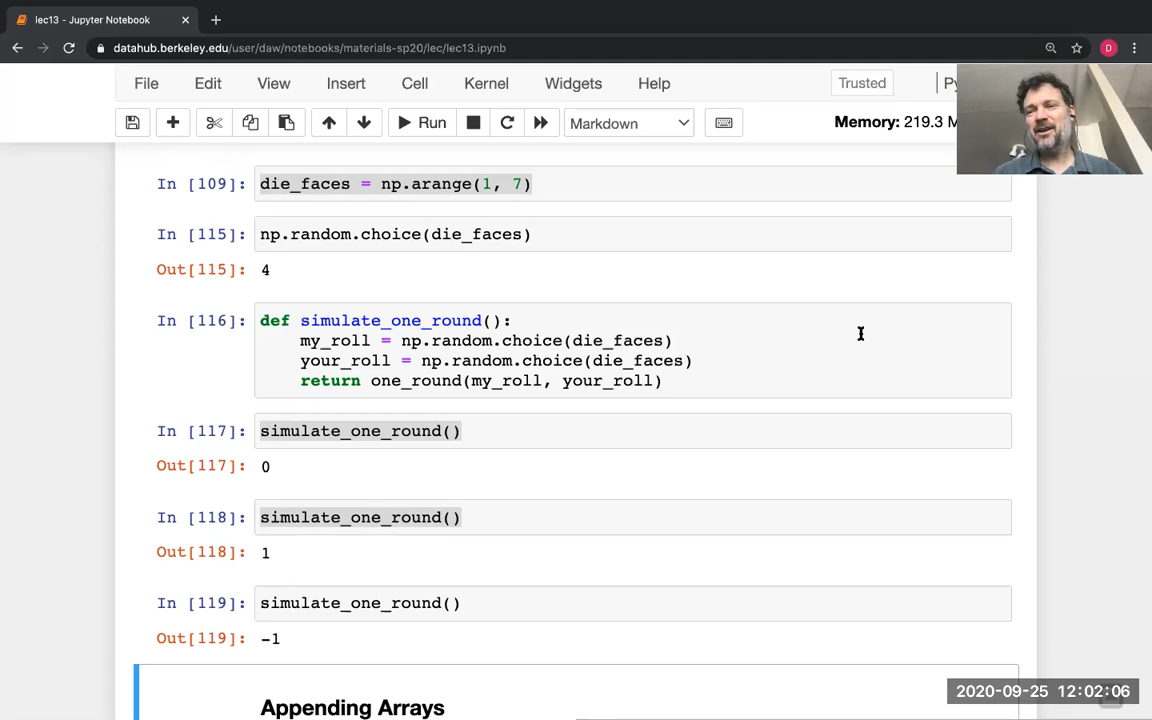 lec13 - Jupyter Notebook
datahub.berkeley.edu/user/daw/notebooks/materials-sp20/lec/lec13.ipynb
D
File Edit View Insert Cell Kernel Widgets Help Trusted
Run Markdown Memory: 219.3
In [109]: die_faces = np.arange(1, 7)
In [115]: np.random.choice(die_faces)
Out[115]: 4
In [116]: def simulate_one_round():
my_roll = np.random.choice(die_faces)
your_roll = np.random.choice(die_faces)
return one_round(my_roll, your_roll)
In [117]: simulate_one_round()
Out[117]: 0
In [118]: simulate_one_round()
Out[118]: 1
In [119]: simulate_one_round()
Out[119]: -1
Appending Arrays
2020-09-25 12:02:06